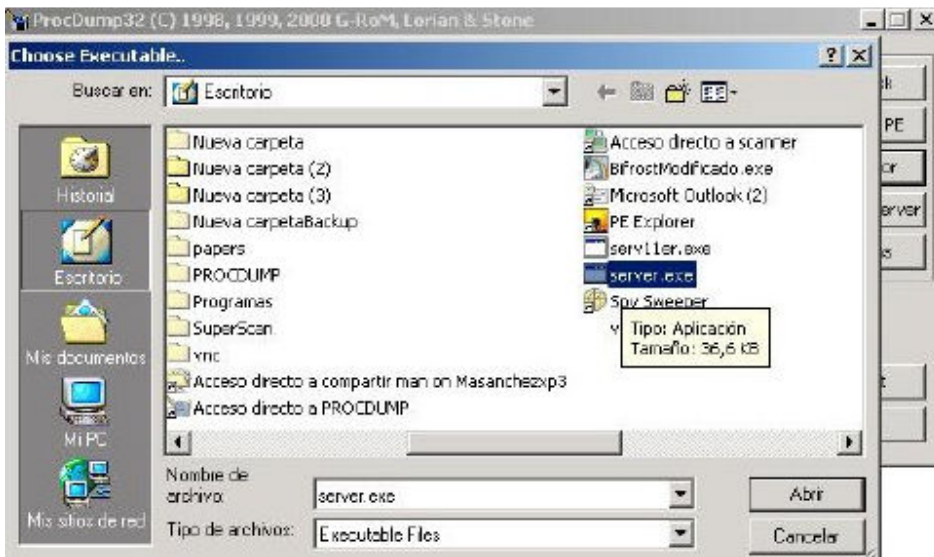 ProcDump32 (C) 1998, 1999, 2000 G-RoM, Lorian & Stone
Choose Executable..
Buscar en:
Escritorio
PE
or
erver
Historial
Escritorio
Mis documentos
Mi PC
Mis sitios de red
Nueva carpeta
Nueva carpeta (2)
Nueva carpeta (3)
Nueva carpetaBackup
papers
PROCDUMP
Programas
SuperScan
vnc
Acceso directo a compartir man on Masanchezxp3
Acceso directo a PROCDUMP
Acceso directo a scanner
BifrostModificado.exe
Microsoft Outlook (2)
PE Explorer
serv11er.exe
server.exe
Spy Sweeper
v
Tipo: Aplicación
Tamaño: 36,6 KB
Nombre de
archivo:
server.exe
Abrir
Tipo de archivos:
Executable Files
Cancelar